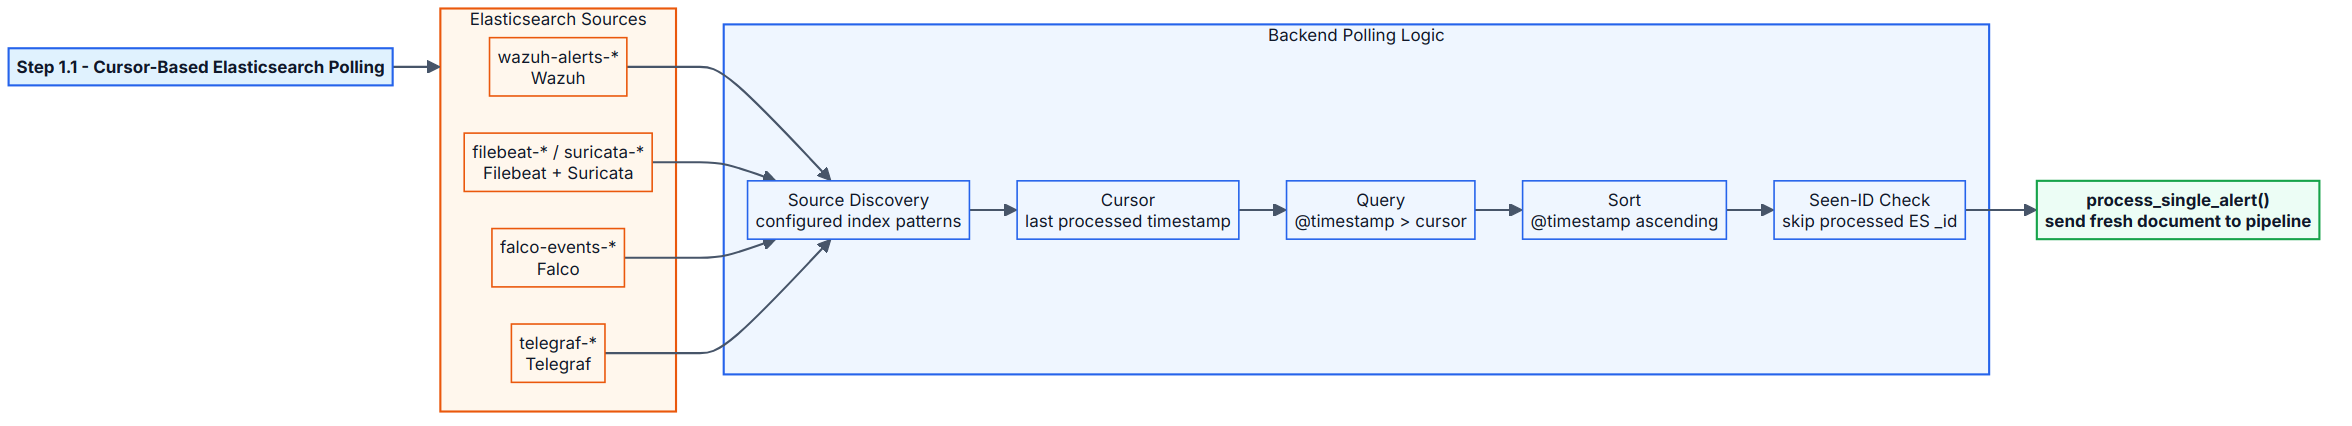 Step 1.1 - Cursor-Based Elasticsearch Polling
Elasticsearch Sources
wazuh-alerts-*
Wazuh
filebeat-* / suricata-*
Filebeat + Suricata
falco-events-*
Falco
telegraf-*
Telegraf
Backend Polling Logic
Source Discovery
configured index patterns
Cursor
last processed timestamp
Query
@timestamp > cursor
Sort
@timestamp ascending
Seen-ID Check
skip processed ES _id
process_single_alert()
send fresh document to pipeline